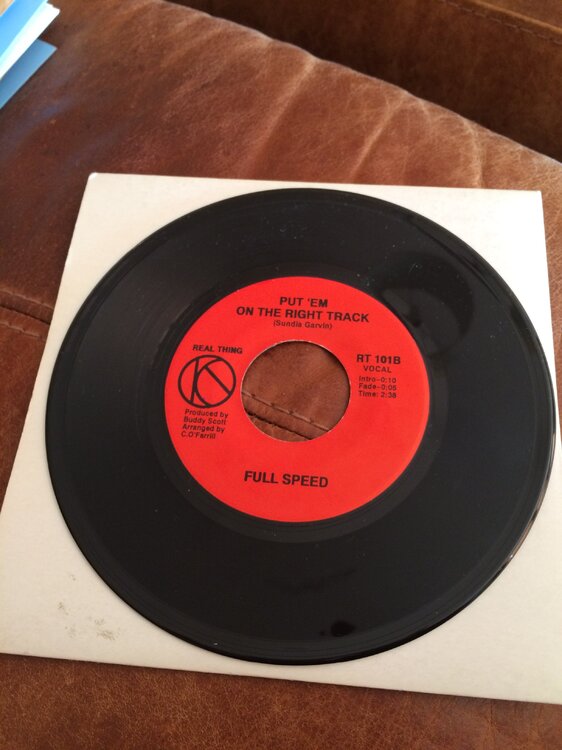 PUT 'EM
ON THE RIGHT TRACK
(Sundia Garvin)
REAL THING
K
RT 101B
VOCAL
Intro-0:10
Fade-0:05
Time: 2:38
Produced by
Buddy Scott
Arranged by
C.O'Farrill
FULL SPEED